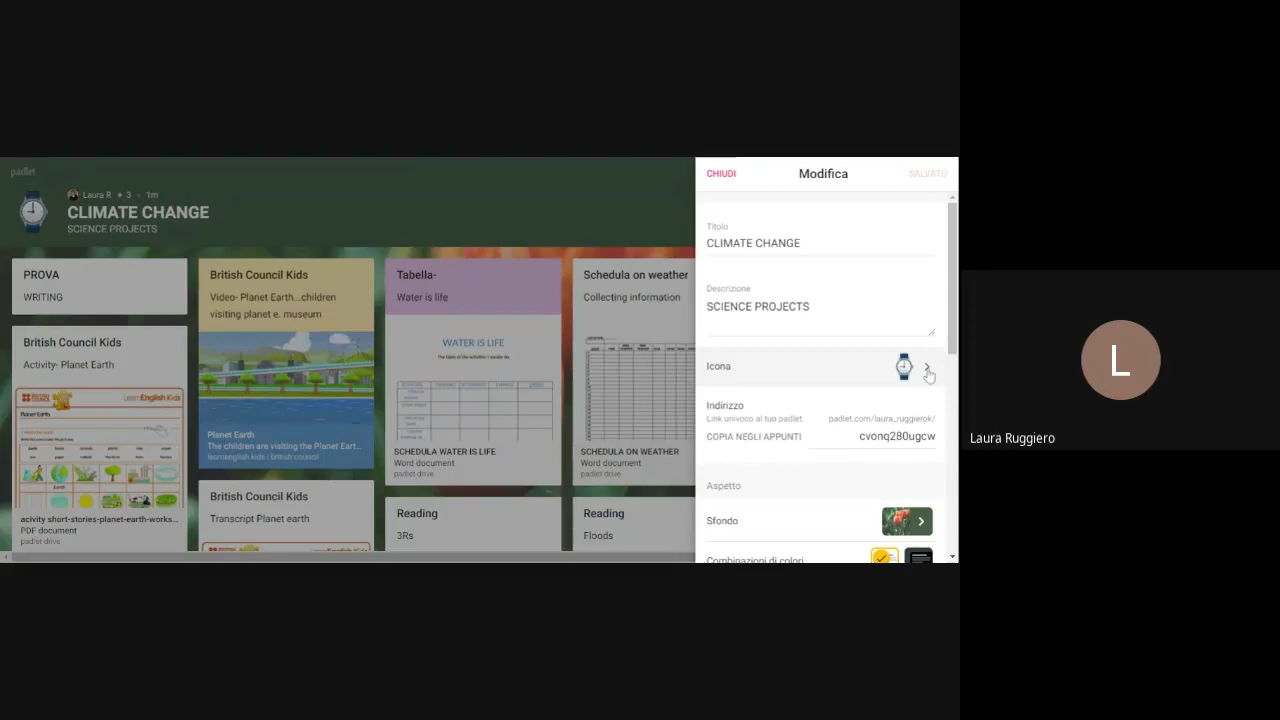 padlet
Laura R • 3 • 1m
CLIMATE CHANGE
SCIENCE PROJECTS
PROVA
WRITING
British Council Kids
Activity- Planet Earth
LearnEnglish Kids
Planet Earth
acivity short-stories-planet-earth-works...
PDF document
padlet drive
British Council Kids
Video- Planet Earth...children
visiting planet e. museum
Planet Earth
The children are visiting the Planet Eart...
learnenglish kids | british council
British Council Kids
Transcript Planet earth
Tabella-
Water is life
WATER IS LIFE
SCHEDULA WATER IS LIFE
Word document
padlet drive
Reading
3Rs
Schedula on weather
Collecting information
SCHEDULA ON WEATHER
Word document
padlet drive
Reading
Floods
CHIUDI
Modifica
SALVATO
Titolo
CLIMATE CHANGE
Descrizione
SCIENCE PROJECTS
Icona
Indirizzo
Link univoco al tuo padlet.
padlet.com/laura_ruggierok/
COPIA NEGLI APPUNTI
cvonq280ugcw
Aspetto
Sfondo
Combinazioni di colori
L
Laura Ruggiero